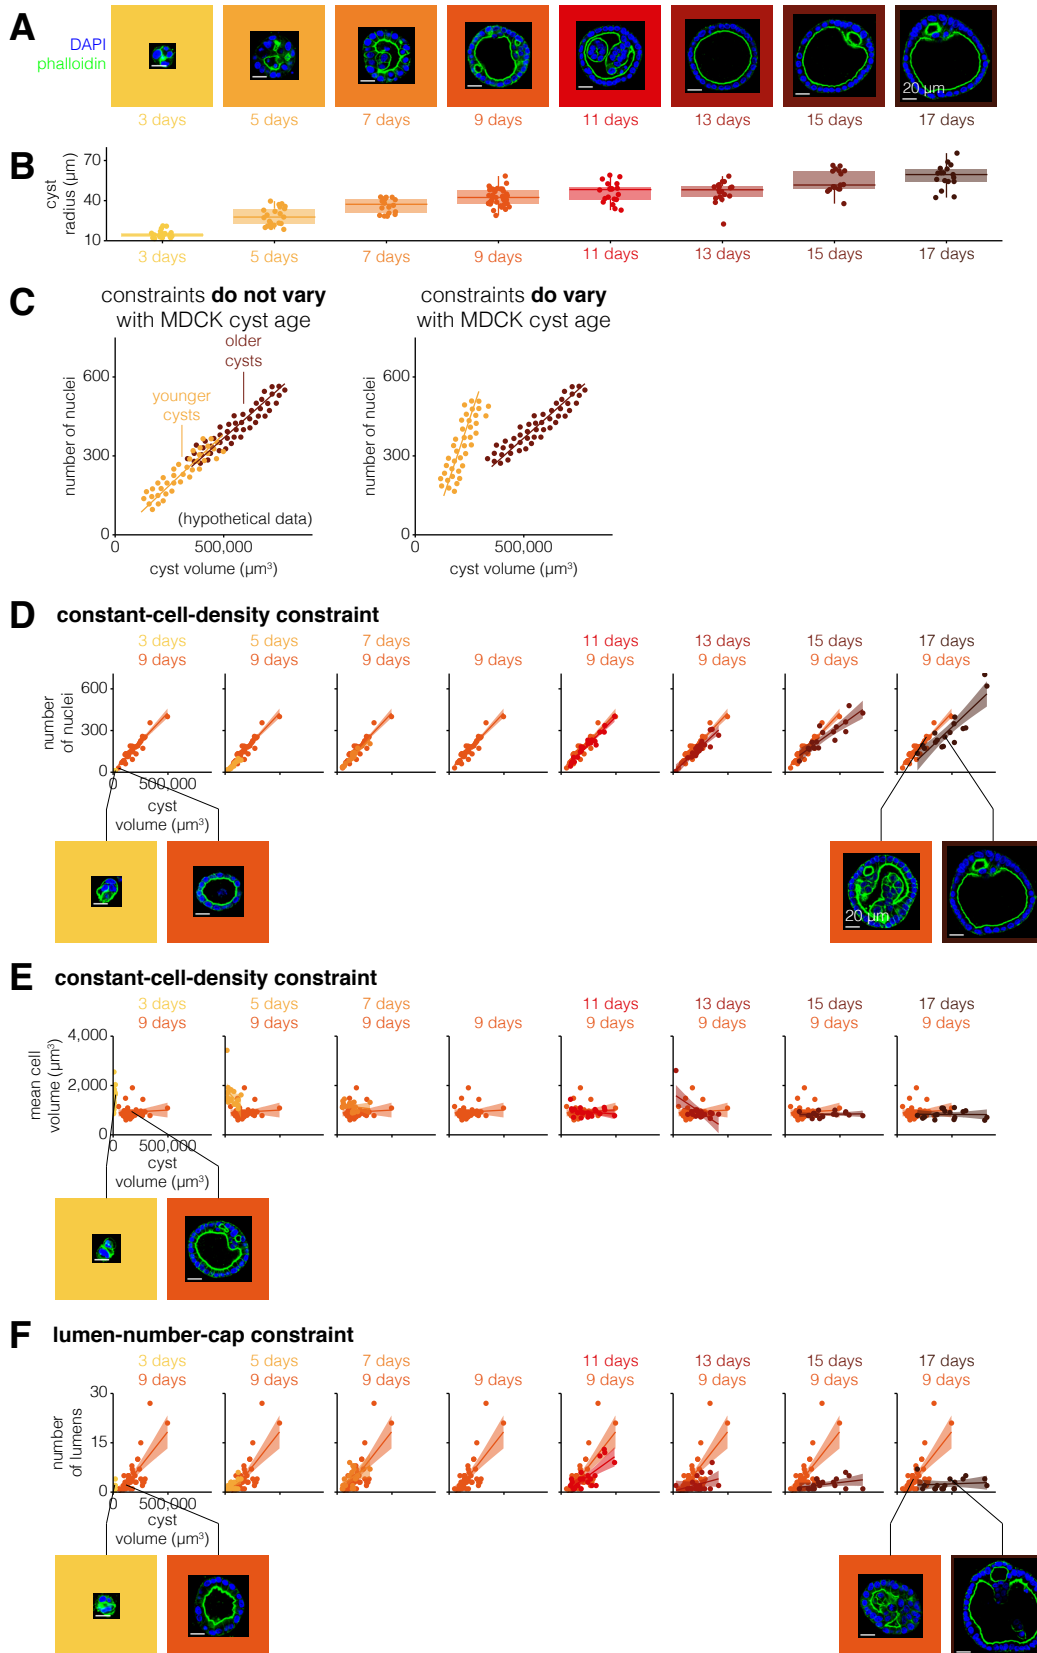 A
DAPI
phalloidin
20 µm
3 days
5 days
7 days
9 days
11 days
13 days
15 days
17 days
B
cyst
radius (µm)
70
40
10
3 days
5 days
7 days
9 days
11 days
13 days
15 days
17 days
C
constraints do not vary
with MDCK cyst age
older
cysts
younger
cysts
number of nuclei
600
300
0
(hypothetical data)
0
500,000
cyst volume (µm³)
constraints do vary
with MDCK cyst age
number of nuclei
600
300
0
0
500,000
cyst volume (µm³)
D constant-cell-density constraint
3 days
9 days
5 days
9 days
7 days
9 days
9 days
11 days
9 days
13 days
9 days
15 days
9 days
17 days
9 days
number
of nuclei
600
300
0
0
500,000
cyst
volume (µm³)
20 µm
E constant-cell-density constraint
3 days
9 days
5 days
9 days
7 days
9 days
9 days
11 days
9 days
13 days
9 days
15 days
9 days
17 days
9 days
mean cell
volume (µm³)
4,000
2,000
0
0
500,000
cyst
volume (µm³)
F lumen-number-cap constraint
3 days
9 days
5 days
9 days
7 days
9 days
9 days
11 days
9 days
13 days
9 days
15 days
9 days
17 days
9 days
number
of lumens
30
15
0
0
500,000
cyst
volume (µm³)